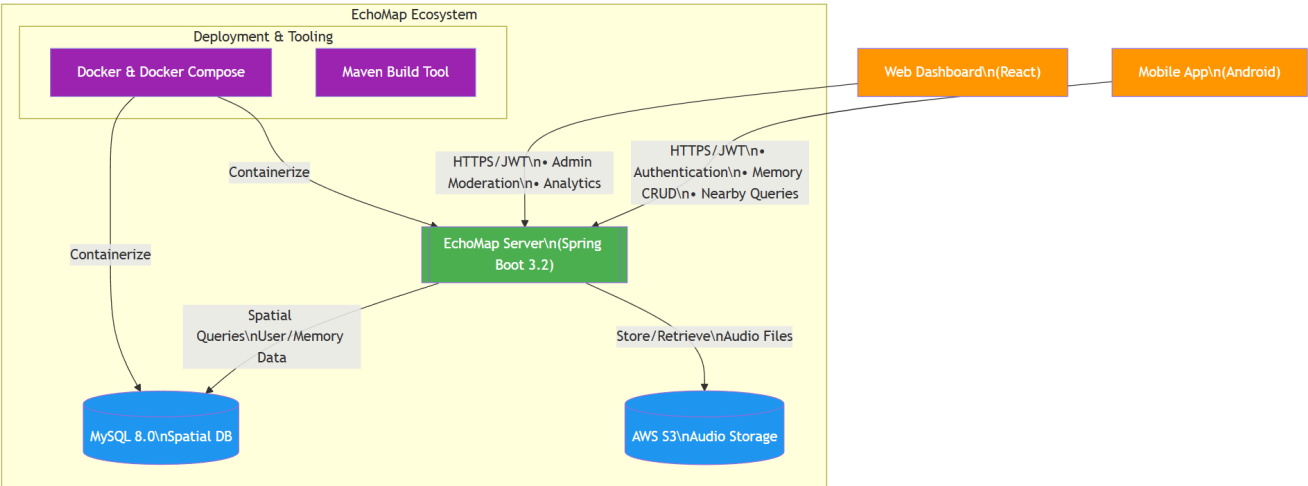 EchoMap Ecosystem
Deployment & Tooling
Docker & Docker Compose
Maven Build Tool
Web Dashboard\n(React)
Mobile App\n(Android)
HTTPS/JWT\n• Admin
Moderation\n• Analytics
HTTPS/JWT\n•
Authentication\n• Memory
CRUD\n• Nearby Queries
Containerize
EchoMap Server\n(Spring
Boot 3.2)
Containerize
Spatial
Queries\nUser/Memory
Data
Store/Retrieve\nAudio Files
MySQL 8.0\nSpatial DB
AWS S3\nAudio Storage